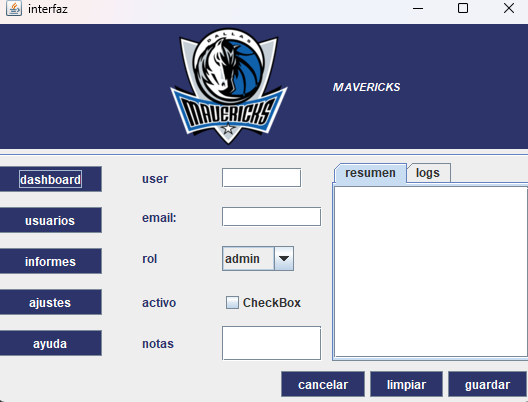 interfaz
DALLAS
MAVERICKS
MAVERICKS
dashboard
usuarios
informes
ajustes
ayuda
user
email:
rol
admin
activo
CheckBox
notas
resumen
logs
cancelar
limpiar
guardar